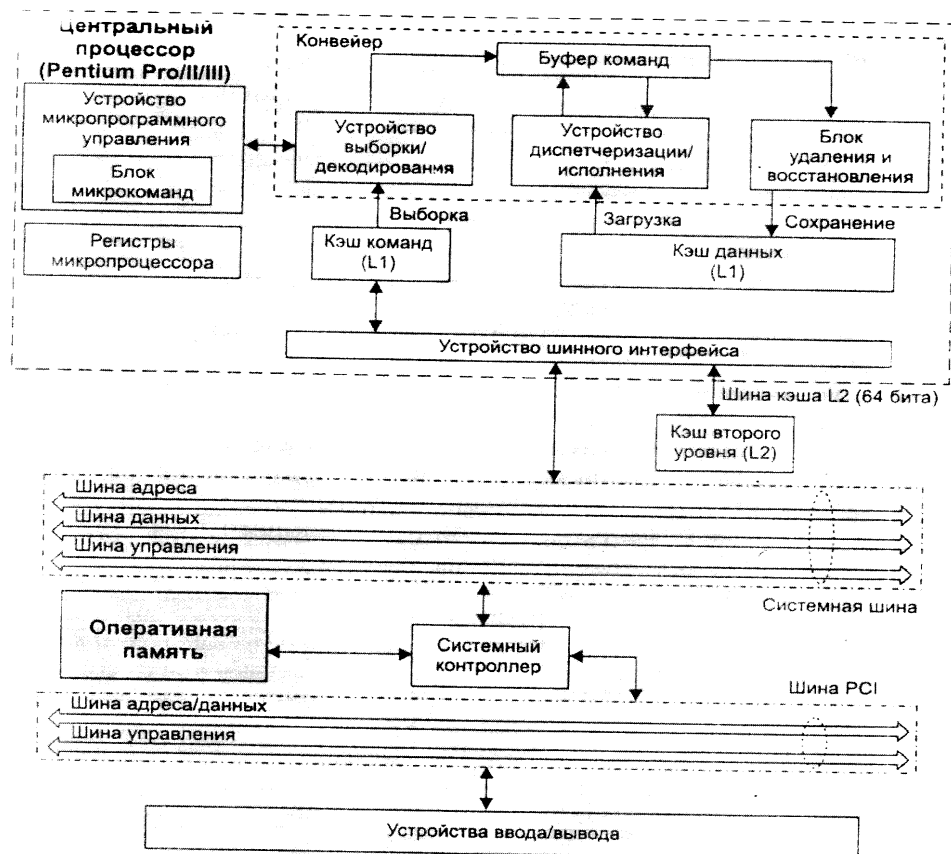 Центральный
процессор
(Pentium Pro/II/III)
Устройство
микропрограммного
управления
Блок
микрокоманд
Регистры
микропроцессора
Конвейер
Буфер команд
Устройство
выборки/
декодирования
Устройство
диспетчеризации/
исполнения
Блок
удаления и
восстановления
Выборка
Загрузка
Сохранение
Кэш команд
(L1)
Кэш данных
(L1)
Устройство шинного интерфейса
Шина кэша L2 (64 бита)
Кэш второго
уровня (L2)
Шина адреса
Шина данных
Шина управления
Системная шина
Оперативная
память
Системный
контроллер
Шина PCI
Шина адреса/данных
Шина управления
Устройства ввода/вывода